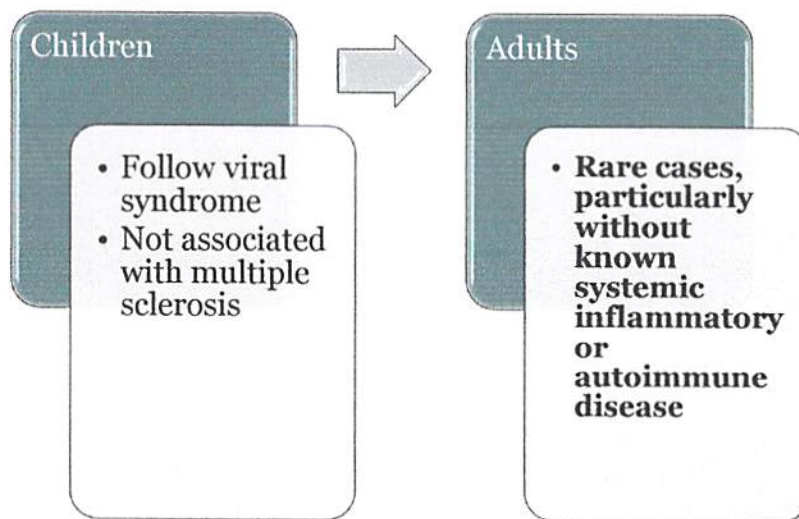 Children
• Follow viral
syndrome
• Not associated
with multiple
sclerosis
Adults
• Rare cases,
particularly
without
known
systemic
inflammatory
or
autoimmune
disease